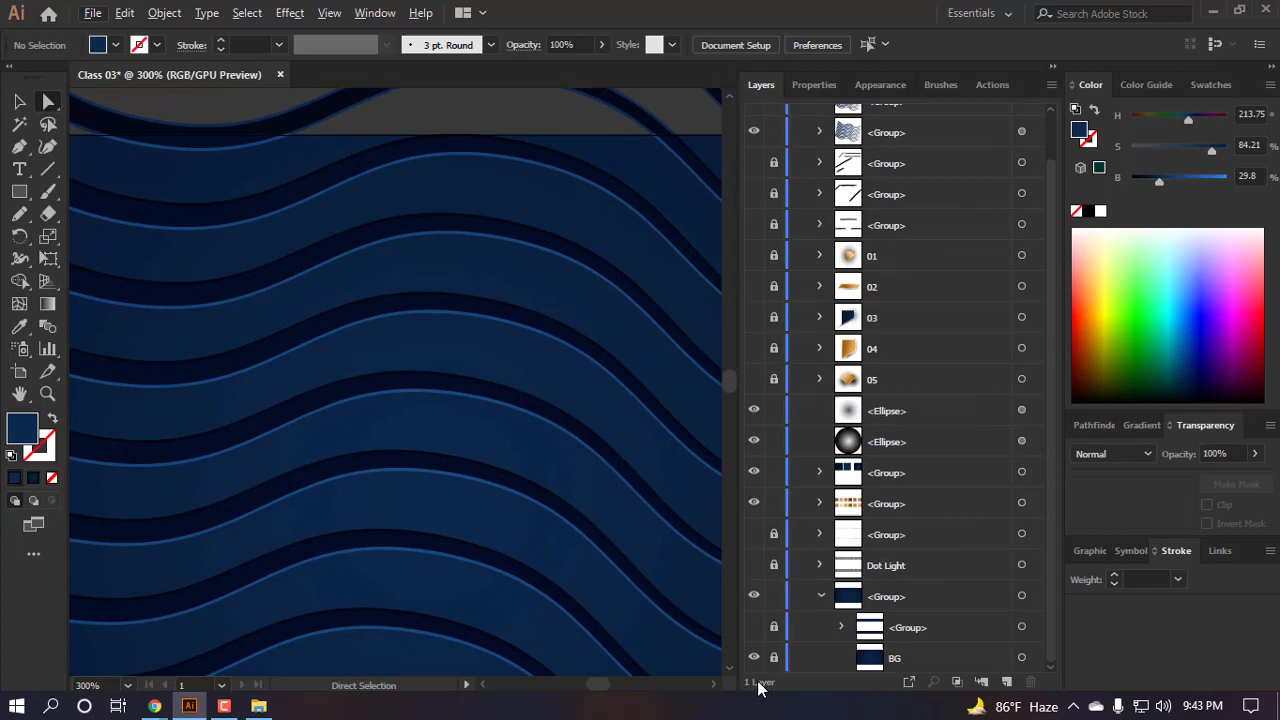 Ai File Edit Object Type Select Effect View Window Help Essentials Search Adobe Stock
No Selection Stroke: 3 pt. Round Opacity: 100% Style: Document Setup Preferences
Class 03* @ 300% (RGB/GPU Preview) ×
Layers Properties Appearance Brushes Actions
<Group>
<Group>
<Group>
<Group>
01
02
03
04
05
<Ellipse>
<Ellipse>
<Group>
<Group>
<Group>
Dot Light
<Group>
<Group>
BG
1 Layer
Color Color Guide Swatches
H 213.75 °
S 84.21 %
B 29.8 %
Pathfinde Gradient Transparency
Normal Opacity: 100%
Make Mask
Clip
Invert Mask
Graphic Symbol Stroke Links
Weight:
300% 1 Direct Selection
Ai C 86°F Haze 9:43 PM